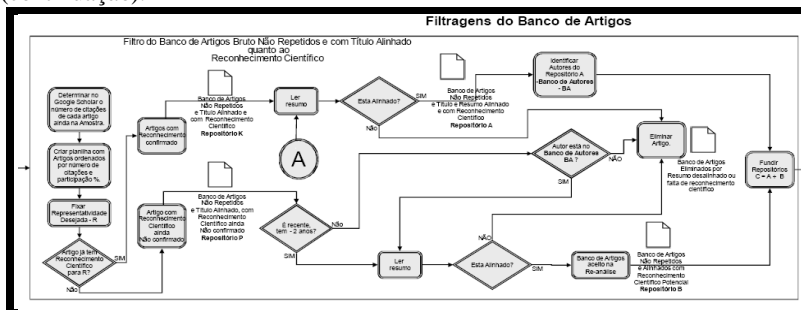 (continuação).
Filtragens do Banco de Artigos
Filtro do Banco de Artigos Bruto Não Repetidos e com Título Alinhado
quanto ao
Reconhecimento Científico
Determinar no
Google Scholar o
número de citações
de cada artigo
ainda na Amostra.
Criar planilha com
Artigos ordenados
por número de
citações e
participação %.
Fixar
Representatividade
Desejada - R
Artigo já tem
Reconhecimento
Científico
para R?
SIM
Não
Artigos com
Reconhecimento
confirmado
Banco de Artigos
Não Repetidos
e Título Alinhado e
com Reconhecimento
Científico
Repositório K
Artigo com
Reconhecimento
Científico
ainda
Não confirmado
Banco de Artigos
Não Repetidos
e Título Alinhado, com
Reconhecimento
Científico ainda
Não confirmado
Repositório P
Ler
resumo
A
Esta Alinhado?
SIM
Não
Banco de Artigos
Não Repetidos
e Título e Resumo Alinhado
e com Reconhecimento
Científico
Repositório A
Identificar
Autores do
Repositório A
-Banco de Autores
- BA
É recente,
tem - 2 anos?
Não
SIM
Autor está no
Banco de Autores
BA ?
NÃO
SIM
Eliminar
Artigo.
Banco de Artigos
Eliminados por
Resumo desalinhado ou
falta de reconhecimento
científico
Ler
resumo
Esta Alinhado?
NÃO
SIM
Banco de Artigos
aceito na
Re-análise
Banco de Artigos
Não Repetidos
e Alinhados com
Reconhecimento
Científico Potencial
Repositório B
Fundir
Repositórios
C = A + B